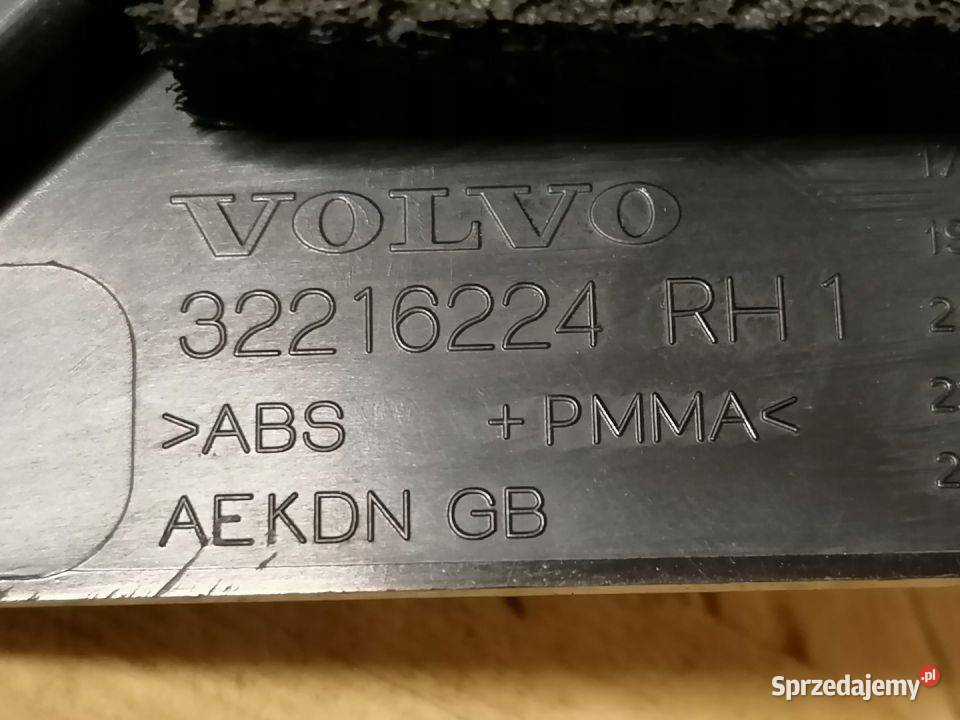 VOLVO
32216224 RH 1
>ABS +PMMA<
AEKDN GB
Sprzedajemy.pl